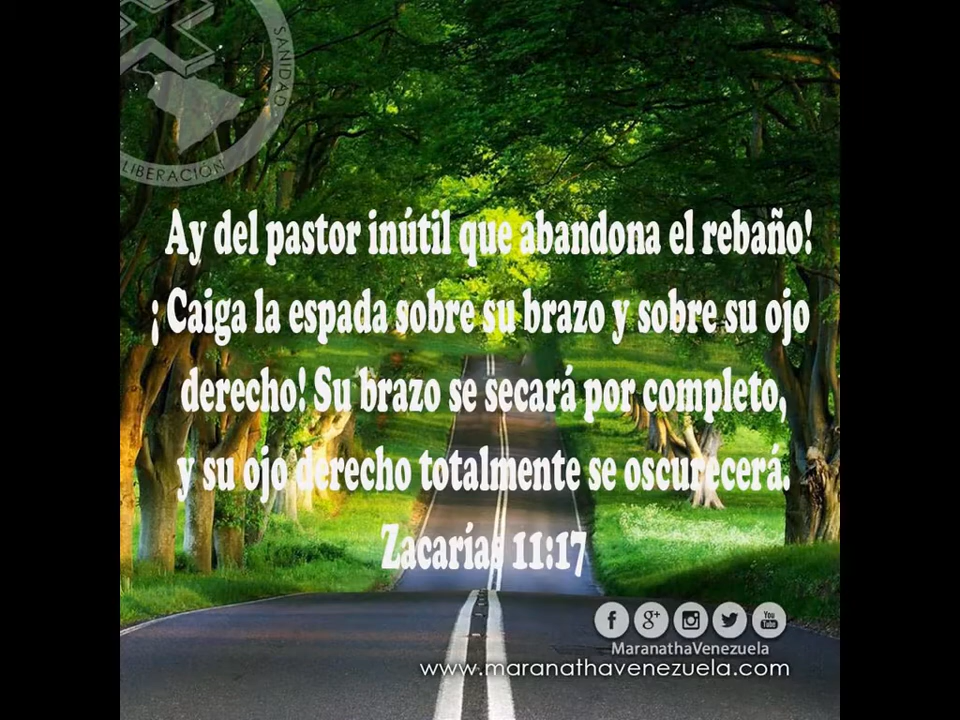 SANIDAD
LIBERACIÓN
Ay del pastor inútil que abandona el rebaño!
¡ Caiga la espada sobre su brazo y sobre su ojo
derecho! Su brazo se secará por completo,
y su ojo derecho totalmente se oscurecerá.
Zacarías 11:17
f g+ You Tube
MaranathaVenezuela
www.maranathavenezuela.com